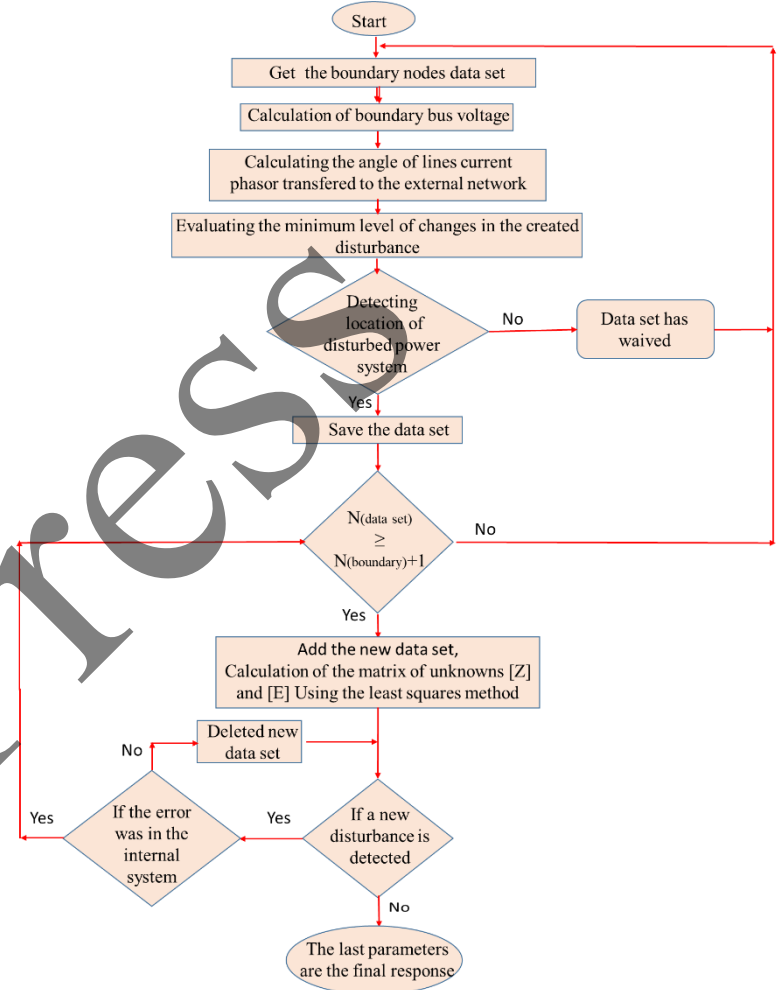 Start
Get the boundary nodes data set
Calculation of boundary bus voltage
Calculating the angle of lines current
phasor transfered to the external network
Evaluating the minimum level of changes in the created
disturbance
Detecting
location of
disturbed power
system
No
Data set has
waived
Yes
Save the data set
N(data set)
≥
N(boundary)+1
No
Yes
Add the new data set,
Calculation of the matrix of unknowns [Z]
and [E] Using the least squares method
Deleted new
data set
No
If the error
was in the
internal
system
Yes
Yes
If a new
disturbance is
detected
No
The last parameters
are the final response
ress